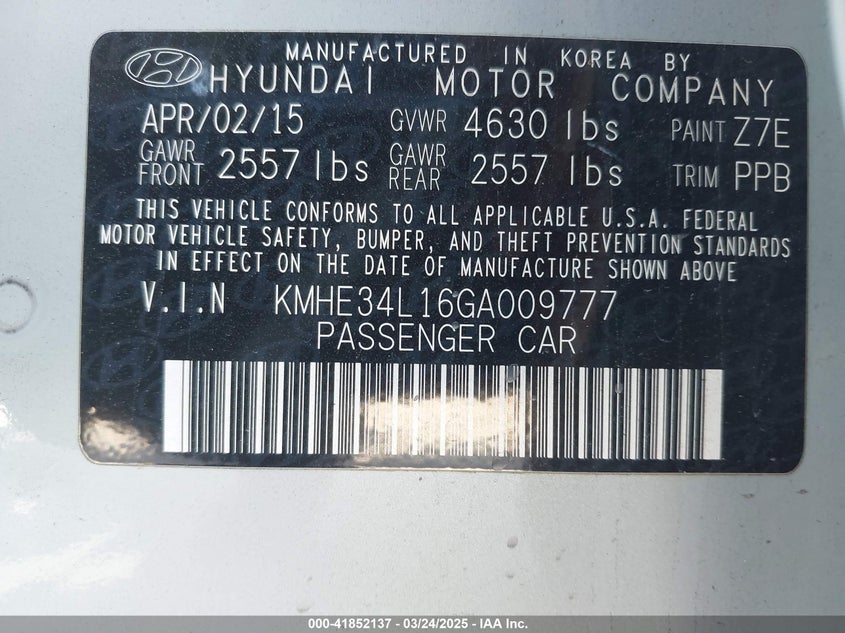 MANUFACTURED IN KOREA BY
HYUNDAI MOTOR COMPANY
APR/02/15 GVWR 4630 lbs PAINT Z7E
GAWR FRONT 2557 lbs GAWR REAR 2557 lbs TRIM PPB
THIS VEHICLE CONFORMS TO ALL APPLICABLE U.S.A. FEDERAL
MOTOR VEHICLE SAFETY, BUMPER, AND THEFT PREVENTION STANDARDS
IN EFFECT ON THE DATE OF MANUFACTURE SHOWN ABOVE
V.I.N KMHE34L16GA009777
PASSENGER CAR
000-41852137 - 03/24/2025 - IAA Inc.